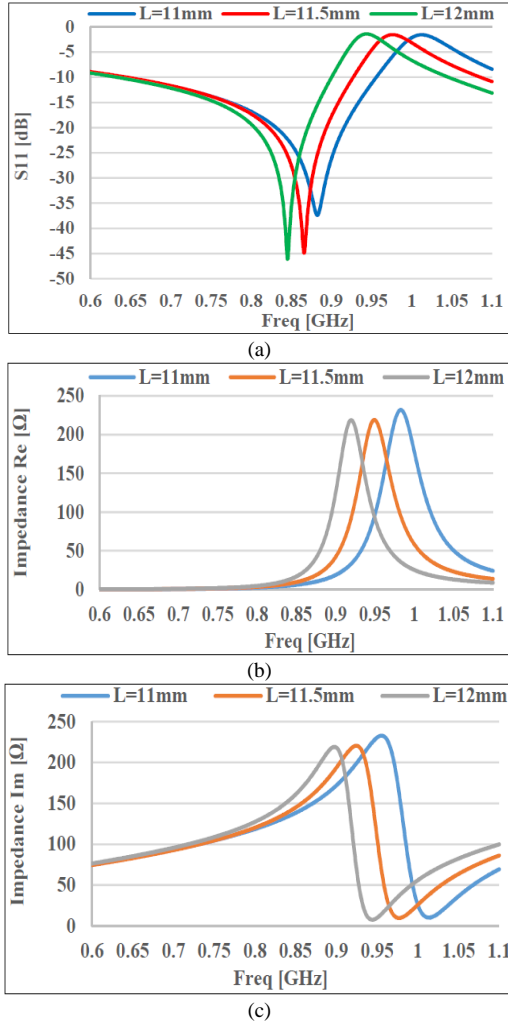 L=11mm L=11.5mm L=12mm
0
-5
-10
-15
-20
-25
-30
-35
-40
-45
-50
S11 [dB]
0.6 0.65 0.7 0.75 0.8 0.85 0.9 0.95 1 1.05 1.1
Freq [GHz]
(a)
L=11mm L=11.5mm L=12mm
250
200
150
100
50
0
Impedance Re [Ω]
0.6 0.65 0.7 0.75 0.8 0.85 0.9 0.95 1 1.05 1.1
Freq [GHz]
(b)
L=11mm L=11.5mm L=12mm
250
200
150
100
50
0
Impedance Im [Ω]
0.6 0.65 0.7 0.75 0.8 0.85 0.9 0.95 1 1.05 1.1
Freq [GHz]
(c)